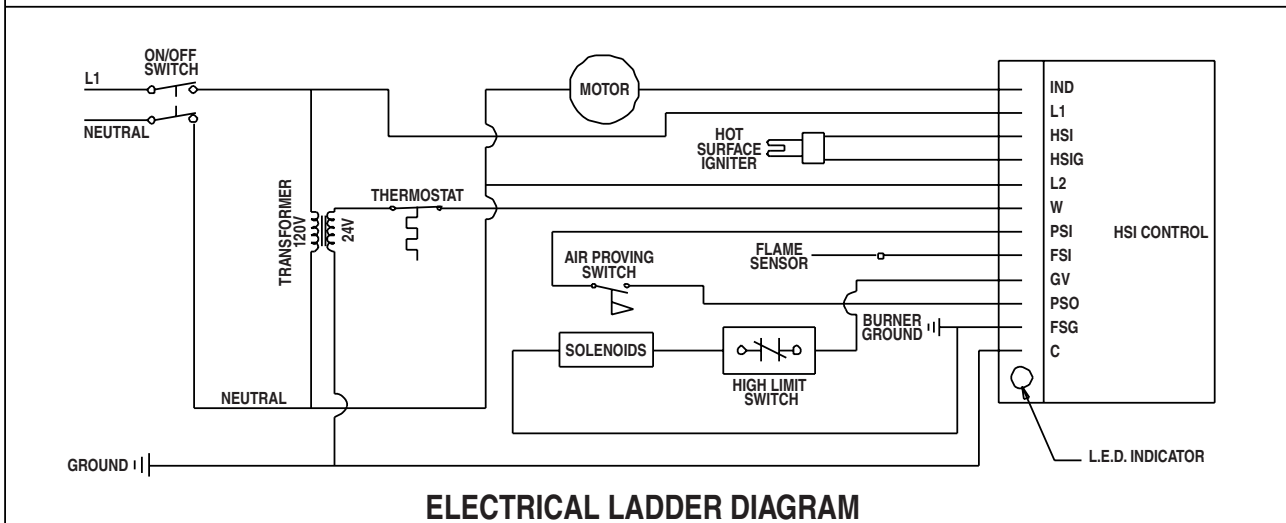 ON/OFF
SWITCH
L1
NEUTRAL
TRANSFORMER
120V
24V
THERMOSTAT
MOTOR
HOT
SURFACE
IGNITER
AIR PROVING
SWITCH
FLAME
SENSOR
BURNER
GROUND
SOLENOIDS
HIGH LIMIT
SWITCH
NEUTRAL
GROUND
IND
L1
HSI
HSIG
L2
W
PSI
FSI
GV
PSO
FSG
C
HSI CONTROL
L.E.D. INDICATOR
ELECTRICAL LADDER DIAGRAM